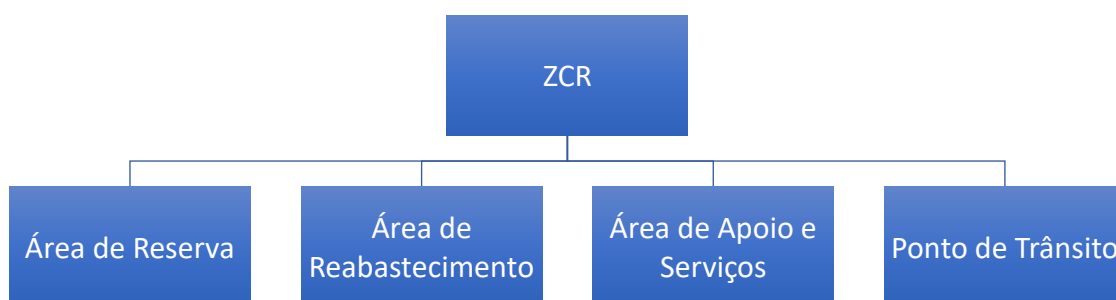 ZCR
Área de Reserva
Área de
Reabastecimento
Área de Apoio e
Serviços
Ponto de Trânsito